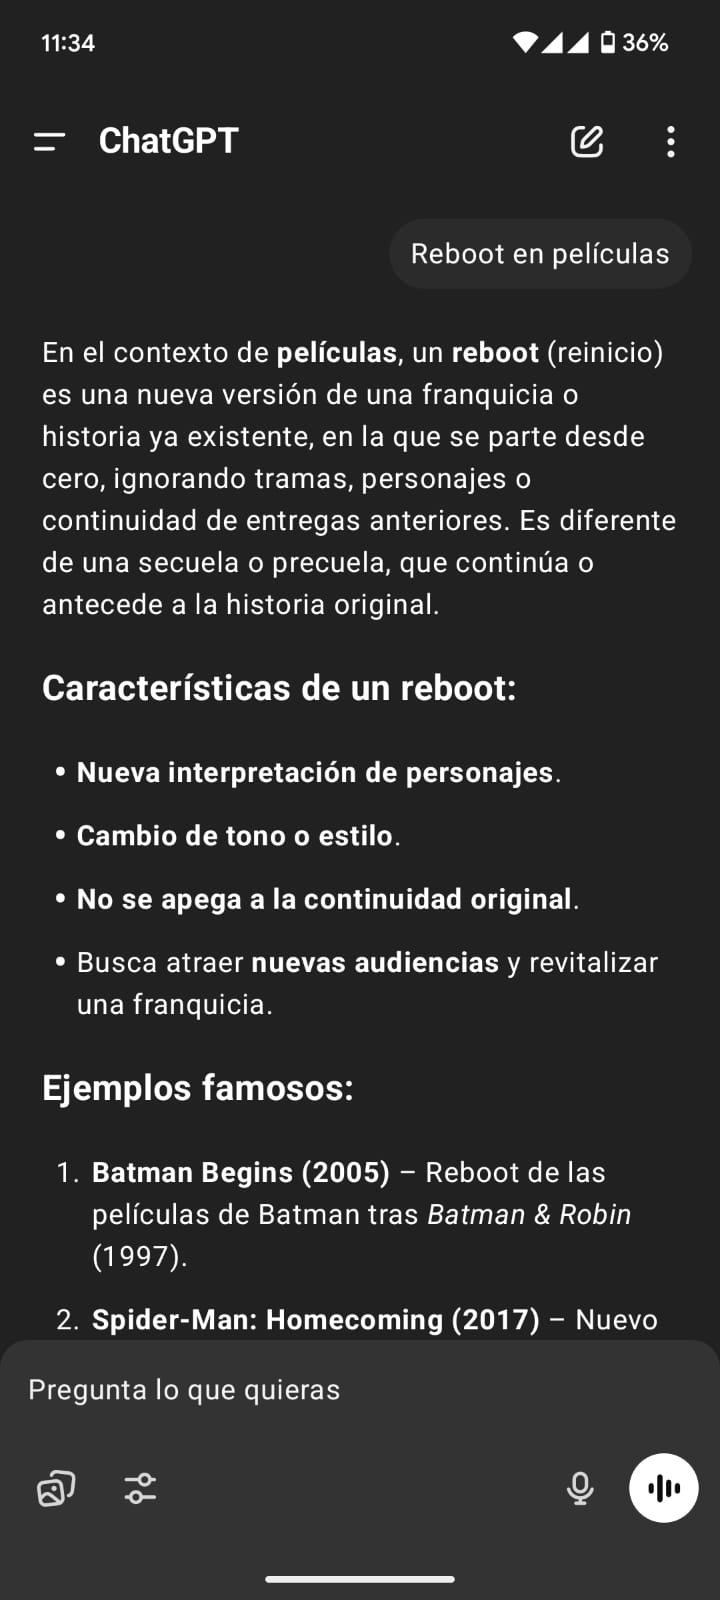 11:34
36%
ChatGPT
Reboot en películas
En el contexto de películas, un reboot (reinicio)
es una nueva versión de una franquicia o
historia ya existente, en la que se parte desde
cero, ignorando tramas, personajes o
continuidad de entregas anteriores. Es diferente
de una secuela o precuela, que continúa o
antecede a la historia original.
Características de un reboot:
• Nueva interpretación de personajes.
• Cambio de tono o estilo.
• No se apega a la continuidad original.
• Busca atraer nuevas audiencias y revitalizar
una franquicia.
Ejemplos famosos:
1. Batman Begins (2005) – Reboot de las
películas de Batman tras Batman & Robin
(1997).
2. Spider-Man: Homecoming (2017) – Nuevo
Pregunta lo que quieras